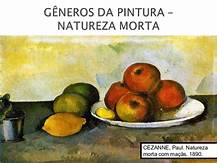 GÊNEROS DA PINTURA –
NATUREZA MORTA
CEZANNE, Paul. Natureza
morta com maçãs. 1890.